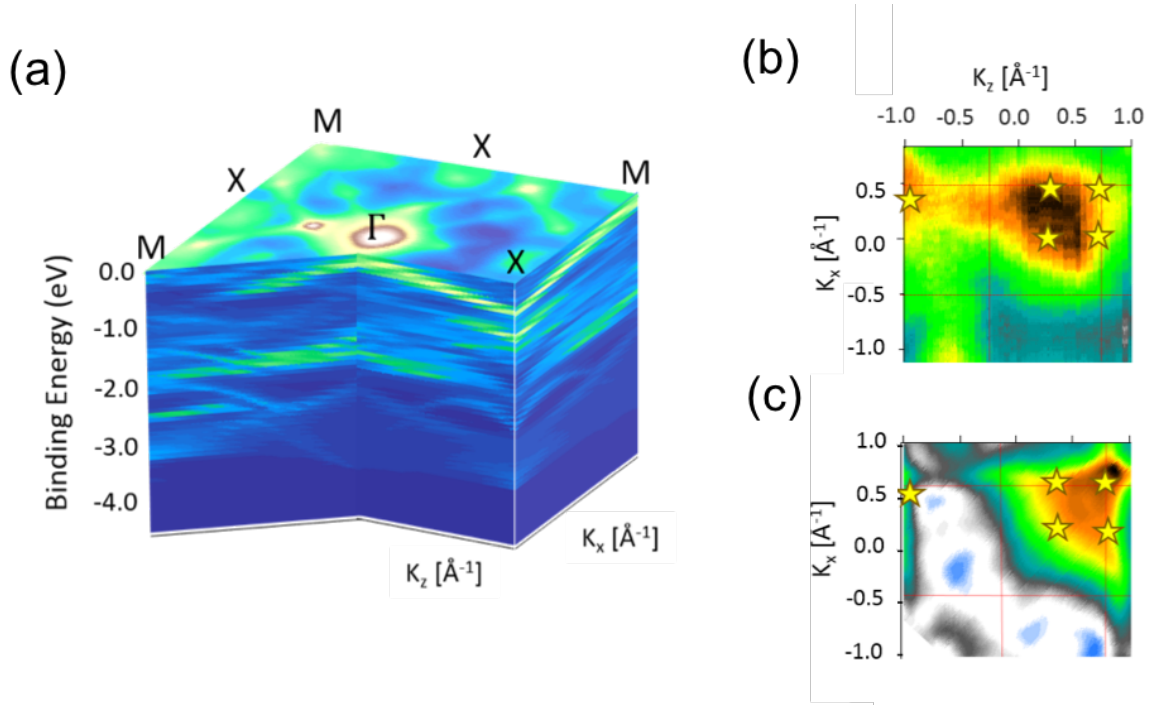 (a)
M
X
X
M
M
Γ
X
0.0
-1.0
-2.0
-3.0
-4.0
Binding Energy (eV)
Kz [Å-1]
Kx [Å-1]
(b)
Kz [Å-1]
-1.0 -0.5 0.0 0.5 1.0
0.5
0.0
-0.5
-1.0
Kx [Å-1]
(c)
1.0
0.5
0.0
-0.5
-1.0
Kx [Å-1]